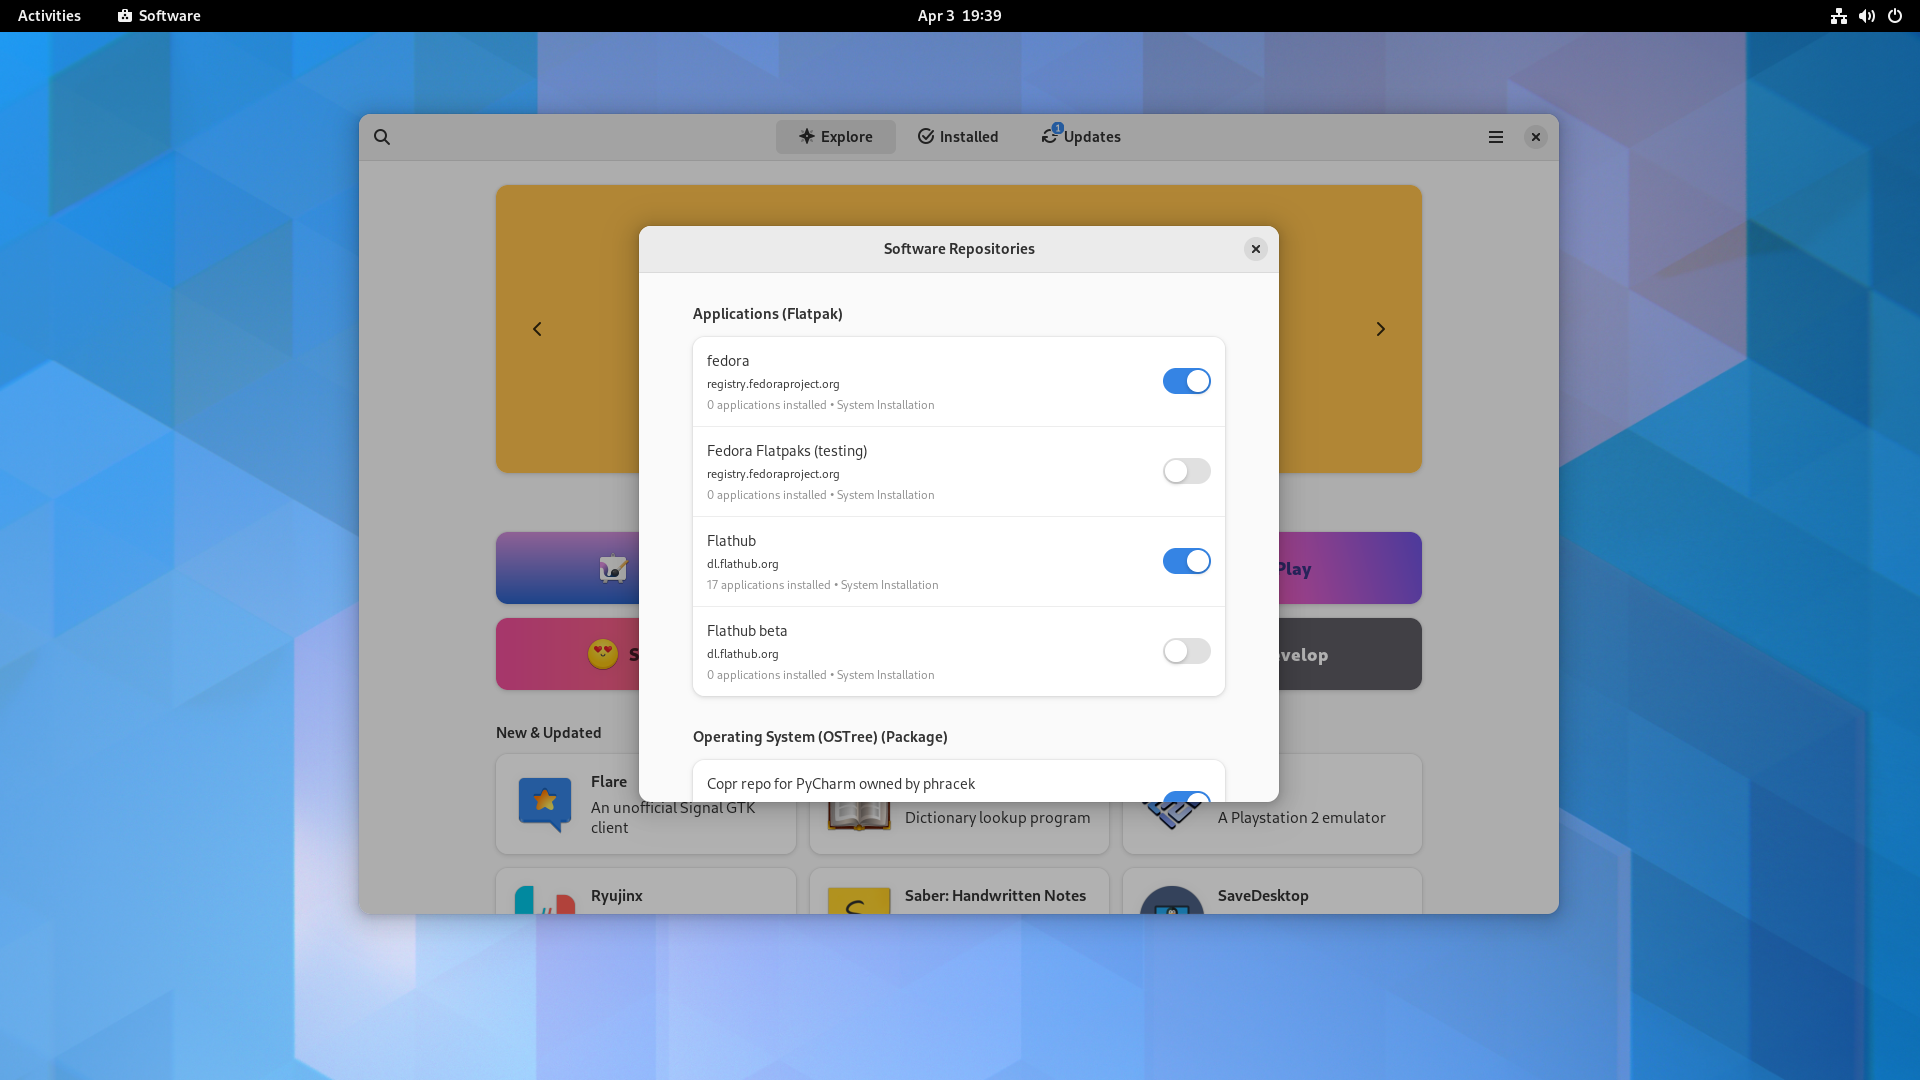 Activities
Software
Apr 3 19:39
Explore
Installed
1
Updates
Software Repositories
Applications (Flatpak)
fedora
registry.fedoraproject.org
0 applications installed • System Installation
Fedora Flatpaks (testing)
registry.fedoraproject.org
0 applications installed • System Installation
Flathub
dl.flathub.org
17 applications installed • System Installation
Flathub beta
dl.flathub.org
0 applications installed • System Installation
Operating System (OSTree) (Package)
Copr repo for PyCharm owned by phracek
Play
S
velop
New & Updated
Flare
An unofficial Signal GTK
client
Dictionary lookup program
A Playstation 2 emulator
Ryujinx
Saber: Handwritten Notes
SaveDesktop